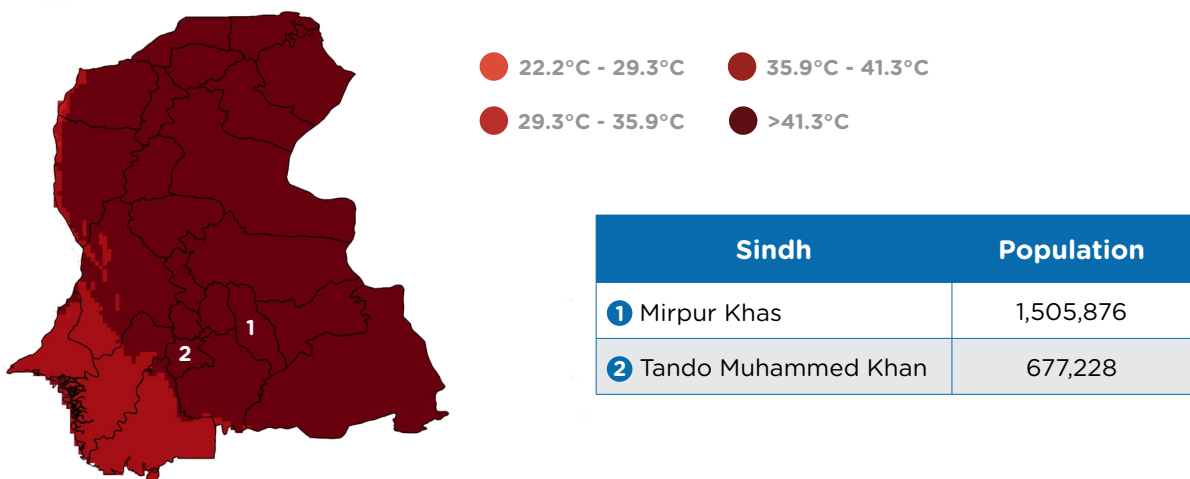 22.2°C - 29.3°C
35.9°C - 41.3°C
29.3°C - 35.9°C
>41.3°C
1
2
Sindh Population
1 Mirpur Khas 1,505,876
2 Tando Muhammed Khan 677,228